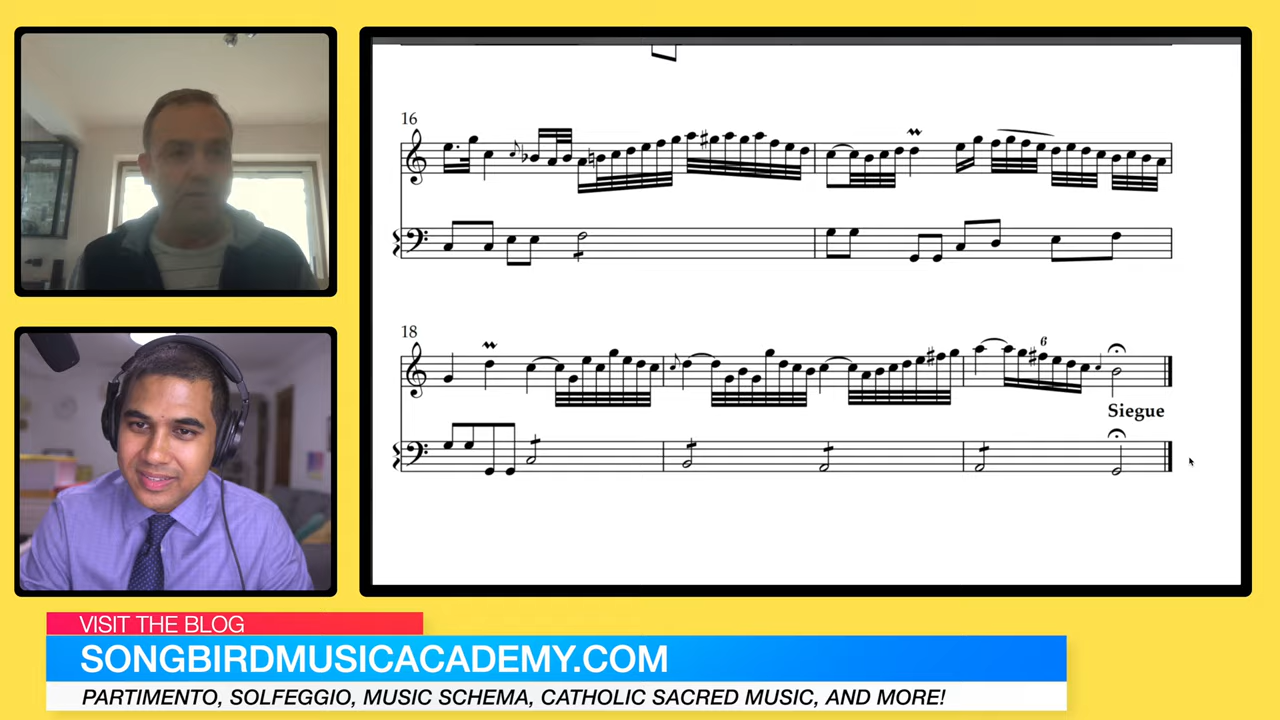 16
18
6
Siegue
VISIT THE BLOG
SONGBIRDMUSICACADEMY.COM
PARTIMENTO, SOLFEGGIO, MUSIC SCHEMA, CATHOLIC SACRED MUSIC, AND MORE!